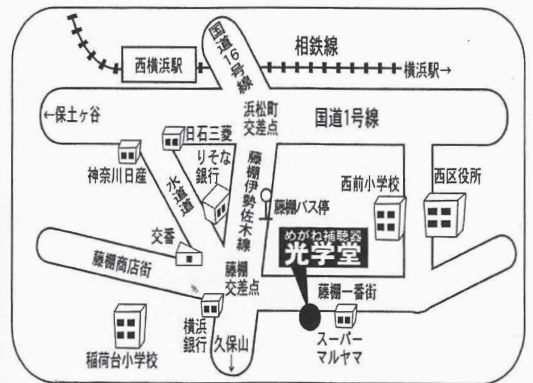 相鉄線
西横浜駅
横浜駅→
国道16号線
←保土ヶ谷
浜松町
交差点
国道1号線
日石三菱
りそな
銀行
神奈川日産
水道道
藤棚伊勢佐木線
藤棚バス停
西前小学校
西区役所
交番
めがね補聴器
光学堂
藤棚商店街
藤棚
交差点
藤棚一番街
横浜
銀行
スーパー
マルヤマ
稲荷台小学校
久保山
↓